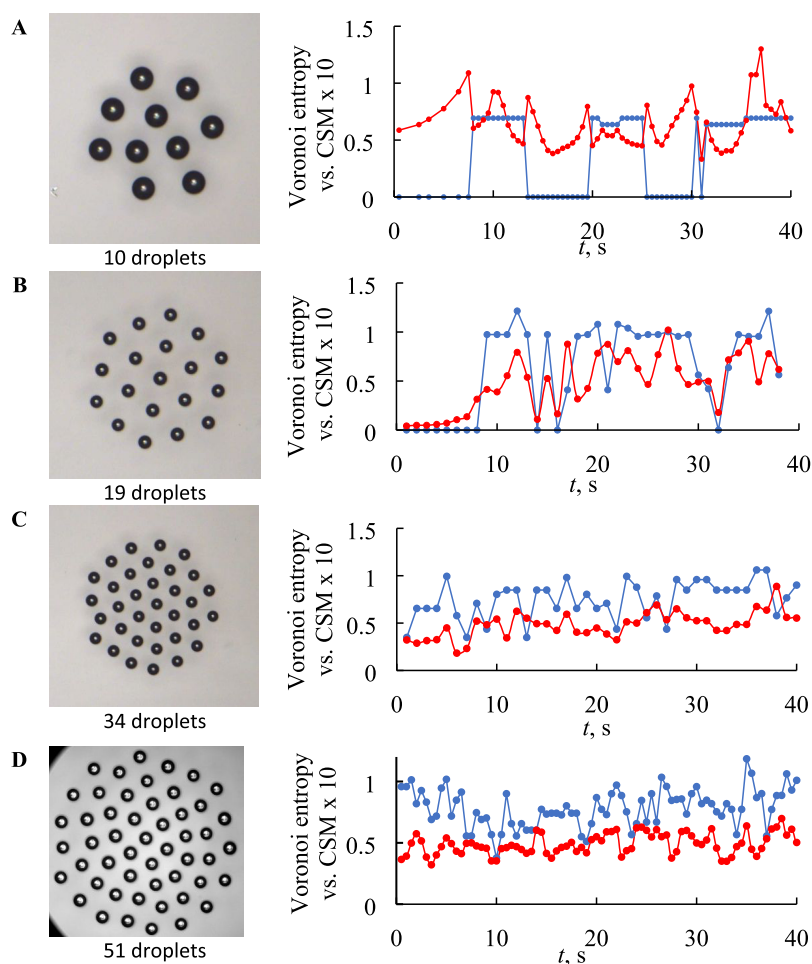 A
10 droplets
Voronoi entropy
vs. CSM x 10
1.5
1
0.5
0
0 10 20 30 40
t, s
B
19 droplets
Voronoi entropy
vs. CSM x 10
1.5
1
0.5
0
0 10 20 30 40
t, s
C
34 droplets
Voronoi entropy
vs. CSM x 10
1.5
1
0.5
0
0 10 20 30 40
t, s
D
51 droplets
Voronoi entropy
vs. CSM x 10
1
0.5
0
0 10 20 30 40
t, s